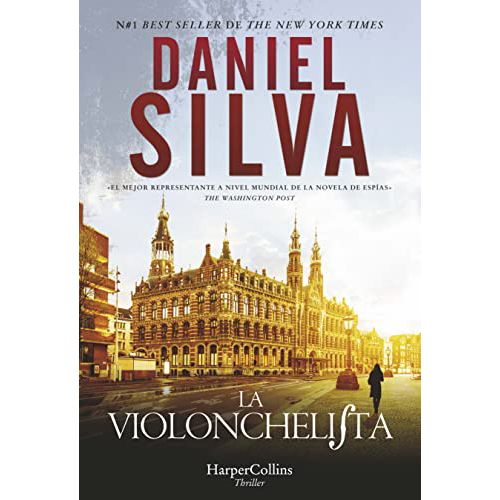 Nº1 BEST SELLER DE THE NEW YORK TIMES
DANIEL
SILVA
«EL MEJOR REPRESENTANTE A NIVEL MUNDIAL DE LA NOVELA DE ESPÍAS»
THE WASHINGTON POST
LA
VIOLONCHELISTA
HarperCollins
Thriller